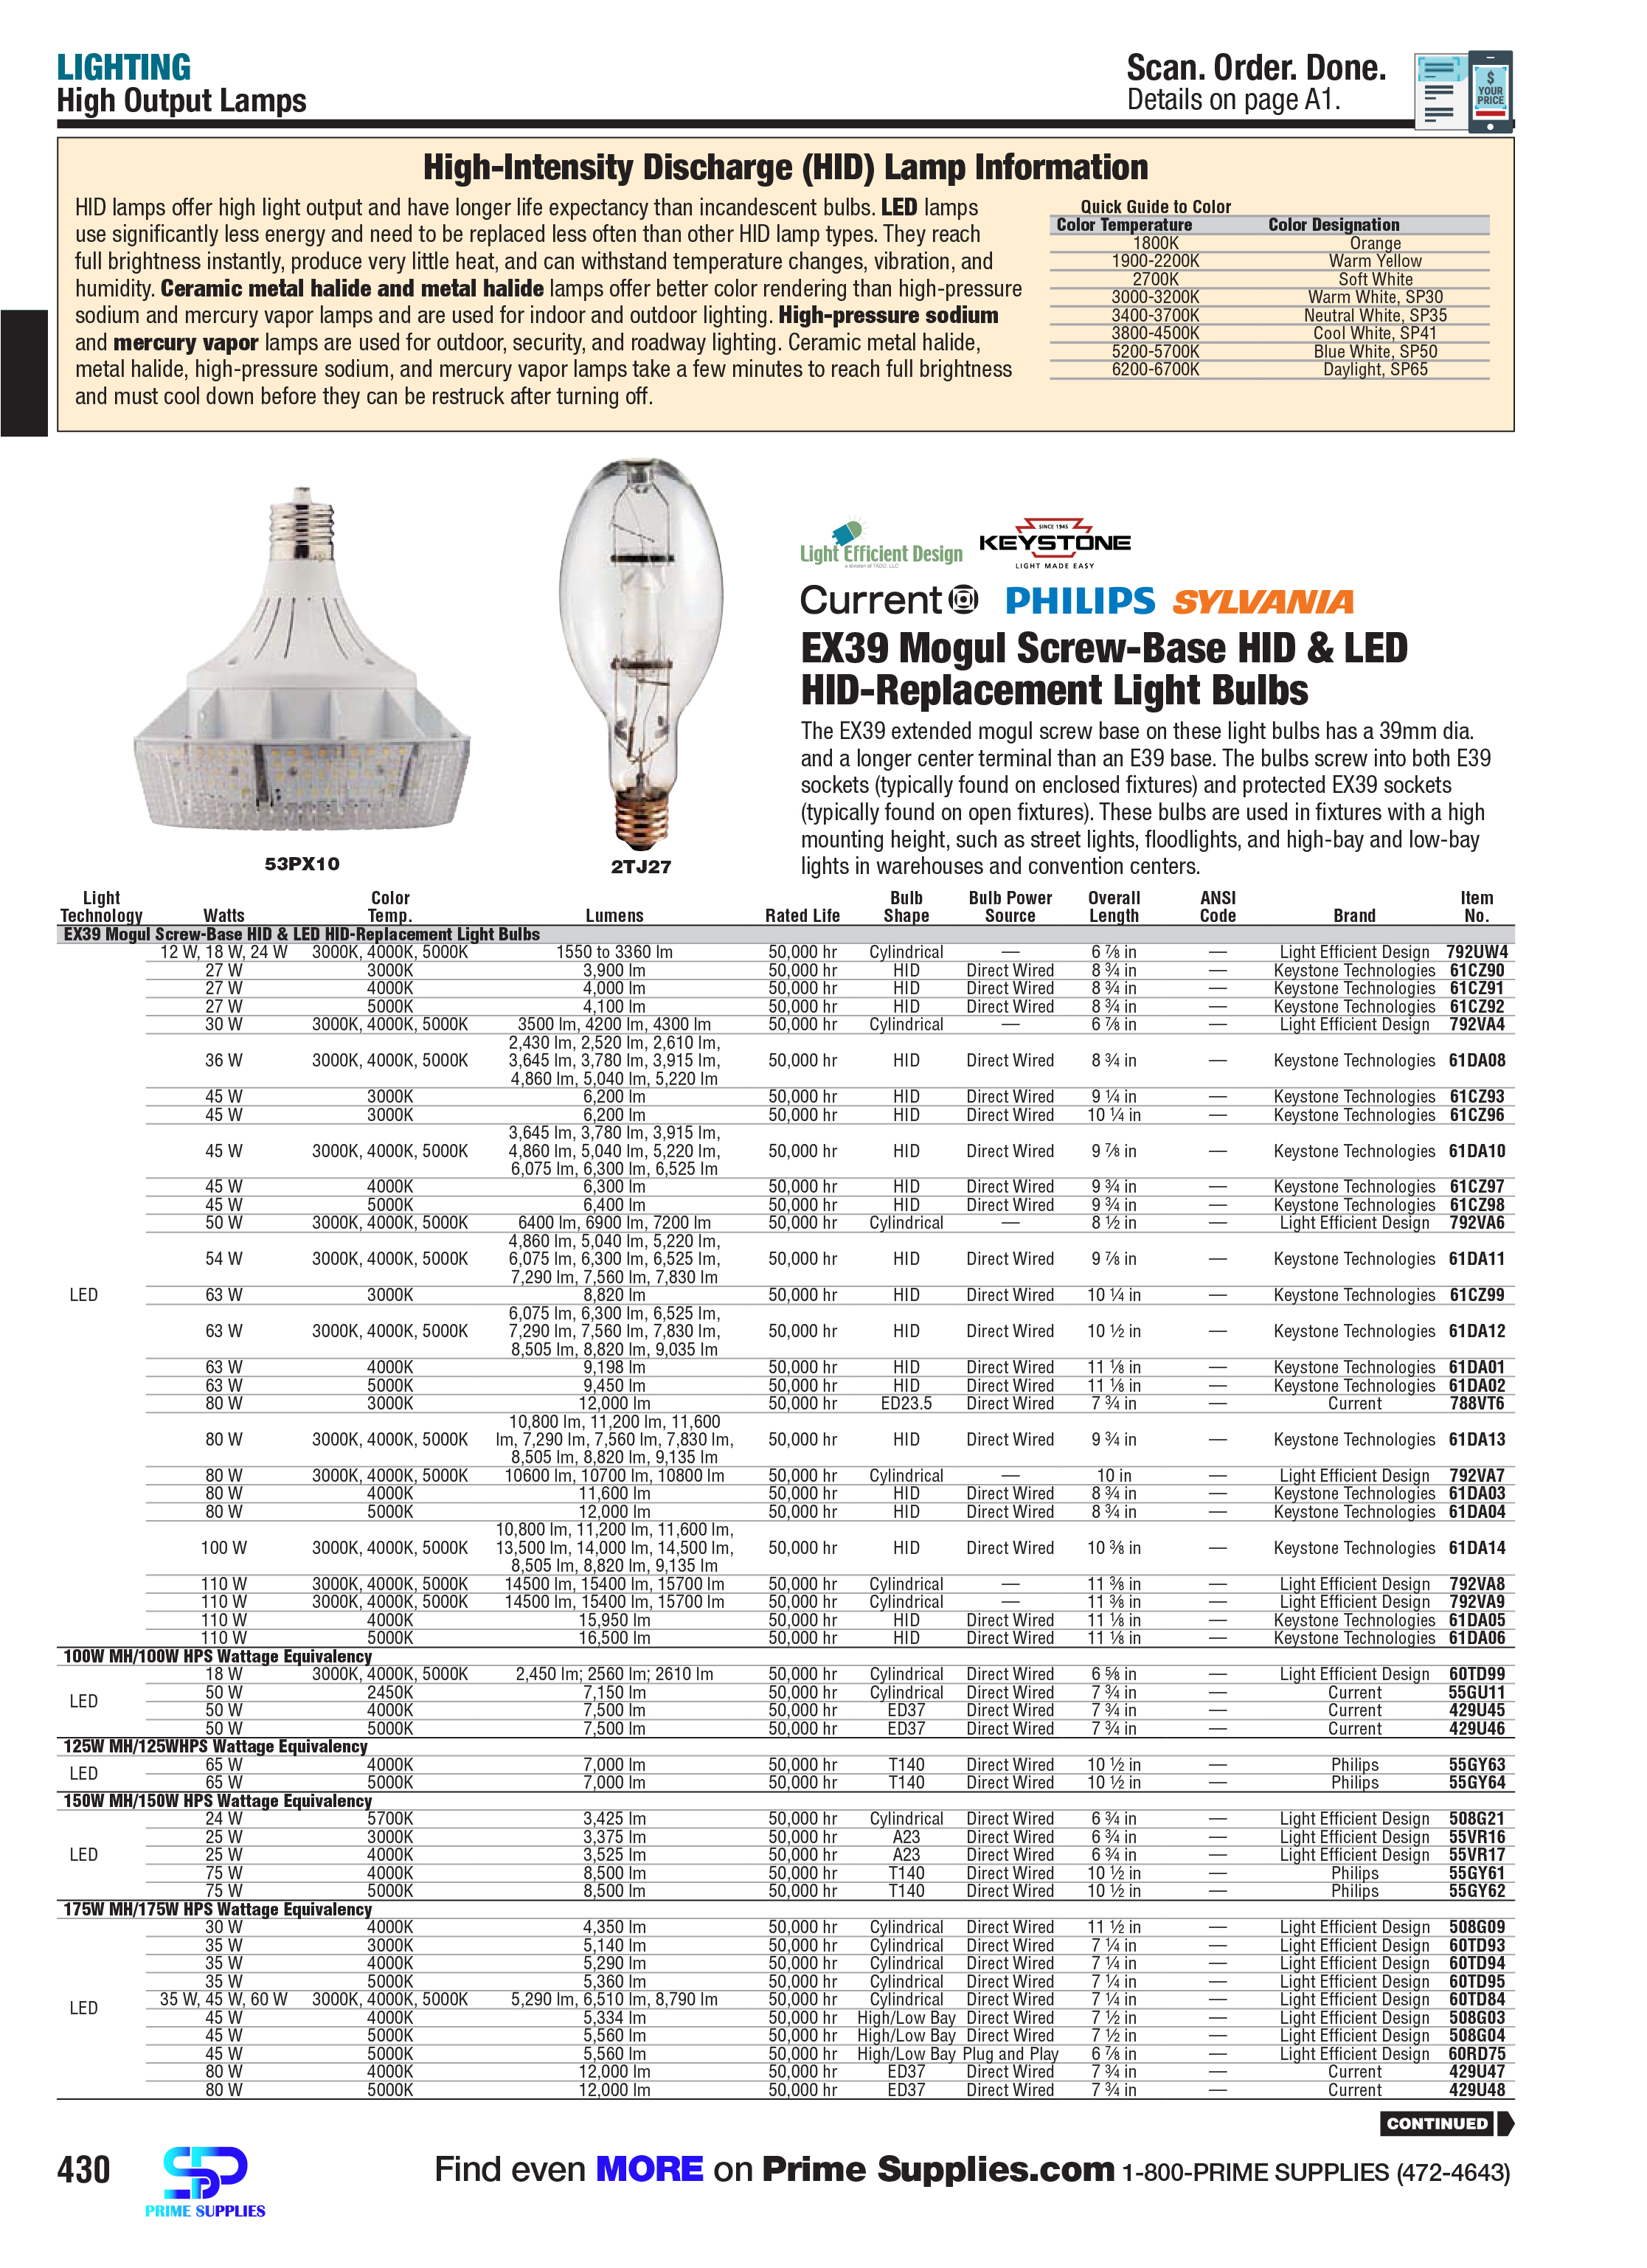 LIGHTING
High Output Lamps
Scan. Order. Done.
Details on page A1.
$
YOUR
PRICE
High-Intensity Discharge (HID) Lamp Information
HID lamps offer high light output and have longer life expectancy than incandescent bulbs. LED lamps
use significantly less energy and need to be replaced less often than other HID lamp types. They reach
full brightness instantly, produce very little heat, and can withstand temperature changes, vibration, and
humidity. Ceramic metal halide and metal halide lamps offer better color rendering than high-pressure
sodium and mercury vapor lamps and are used for indoor and outdoor lighting. High-pressure sodium
and mercury vapor lamps are used for outdoor, security, and roadway lighting. Ceramic metal halide,
metal halide, high-pressure sodium, and mercury vapor lamps take a few minutes to reach full brightness
and must cool down before they can be restruck after turning off.
Quick Guide to Color
Color Temperature Color Designation
1800K Orange
1900-2200K Warm Yellow
2700K Soft White
3000-3200K Warm White, SP30
3400-3700K Neutral White, SP35
3800-4500K Cool White, SP41
5200-5700K Blue White, SP50
6200-6700K Daylight, SP65
53PX10
2TJ27
Light Efficient Design
a division of TADD, LLC
SINCE 1945
KEYSTONE
LIGHT MADE EASY
Current PHILIPS SYLVANIA
EX39 Mogul Screw-Base HID & LED
HID-Replacement Light Bulbs
The EX39 extended mogul screw base on these light bulbs has a 39mm dia.
and a longer center terminal than an E39 base. The bulbs screw into both E39
sockets (typically found on enclosed fixtures) and protected EX39 sockets
(typically found on open fixtures). These bulbs are used in fixtures with a high
mounting height, such as street lights, floodlights, and high-bay and low-bay
lights in warehouses and convention centers.
Light Color Bulb Bulb Power Overall ANSI Item
Technology Watts Temp. Lumens Rated Life Shape Source Length Code Brand No.
EX39 Mogul Screw-Base HID & LED HID-Replacement Light Bulbs
12 W, 18 W, 24 W 3000K, 4000K, 5000K 1550 to 3360 lm 50,000 hr Cylindrical — 6 ⅞ in — Light Efficient Design 792UW4
27 W 3000K 3,900 lm 50,000 hr HID Direct Wired 8 ¾ in — Keystone Technologies 61CZ90
27 W 4000K 4,000 lm 50,000 hr HID Direct Wired 8 ¾ in — Keystone Technologies 61CZ91
27 W 5000K 4,100 lm 50,000 hr HID Direct Wired 8 ¾ in — Keystone Technologies 61CZ92
30 W 3000K, 4000K, 5000K 3500 lm, 4200 lm, 4300 lm 50,000 hr Cylindrical — 6 ⅞ in — Light Efficient Design 792VA4
2,430 lm, 2,520 lm, 2,610 lm,
36 W 3000K, 4000K, 5000K 3,645 lm, 3,780 lm, 3,915 lm, 50,000 hr HID Direct Wired 8 ¾ in — Keystone Technologies 61DA08
4,860 lm, 5,040 lm, 5,220 lm
45 W 3000K 6,200 lm 50,000 hr HID Direct Wired 9 ¼ in — Keystone Technologies 61CZ93
45 W 3000K 6,200 lm 50,000 hr HID Direct Wired 10 ¼ in — Keystone Technologies 61CZ96
3,645 lm, 3,780 lm, 3,915 lm,
45 W 3000K, 4000K, 5000K 4,860 lm, 5,040 lm, 5,220 lm, 50,000 hr HID Direct Wired 9 ⅞ in — Keystone Technologies 61DA10
6,075 lm, 6,300 lm, 6,525 lm
45 W 4000K 6,300 lm 50,000 hr HID Direct Wired 9 ¾ in — Keystone Technologies 61CZ97
45 W 5000K 6,400 lm 50,000 hr HID Direct Wired 9 ¾ in — Keystone Technologies 61CZ98
50 W 3000K, 4000K, 5000K 6400 lm, 6900 lm, 7200 lm 50,000 hr Cylindrical — 8 ½ in — Light Efficient Design 792VA6
4,860 lm, 5,040 lm, 5,220 lm,
54 W 3000K, 4000K, 5000K 6,075 lm, 6,300 lm, 6,525 lm, 50,000 hr HID Direct Wired 9 ⅞ in — Keystone Technologies 61DA11
7,290 lm, 7,560 lm, 7,830 lm
LED 63 W 3000K 8,820 lm 50,000 hr HID Direct Wired 10 ¼ in — Keystone Technologies 61CZ99
6,075 lm, 6,300 lm, 6,525 lm,
63 W 3000K, 4000K, 5000K 7,290 lm, 7,560 lm, 7,830 lm, 50,000 hr HID Direct Wired 10 ½ in — Keystone Technologies 61DA12
8,505 lm, 8,820 lm, 9,035 lm
63 W 4000K 9,198 lm 50,000 hr HID Direct Wired 11 ⅛ in — Keystone Technologies 61DA01
63 W 5000K 9,450 lm 50,000 hr HID Direct Wired 11 ⅛ in — Keystone Technologies 61DA02
80 W 3000K 12,000 lm 50,000 hr ED23.5 Direct Wired 7 ¾ in — Current 788VT6
10,800 lm, 11,200 lm, 11,600
80 W 3000K, 4000K, 5000K lm, 7,290 lm, 7,560 lm, 7,830 lm, 50,000 hr HID Direct Wired 9 ¾ in — Keystone Technologies 61DA13
8,505 lm, 8,820 lm, 9,135 lm
80 W 3000K, 4000K, 5000K 10600 lm, 10700 lm, 10800 lm 50,000 hr Cylindrical — 10 in — Light Efficient Design 792VA7
80 W 4000K 11,600 lm 50,000 hr HID Direct Wired 8 ¾ in — Keystone Technologies 61DA03
80 W 5000K 12,000 lm 50,000 hr HID Direct Wired 8 ¾ in — Keystone Technologies 61DA04
10,800 lm, 11,200 lm, 11,600 lm,
100 W 3000K, 4000K, 5000K 13,500 lm, 14,000 lm, 14,500 lm, 50,000 hr HID Direct Wired 10 ⅜ in — Keystone Technologies 61DA14
8,505 lm, 8,820 lm, 9,135 lm
110 W 3000K, 4000K, 5000K 14500 lm, 15400 lm, 15700 lm 50,000 hr Cylindrical — 11 ⅜ in — Light Efficient Design 792VA8
110 W 3000K, 4000K, 5000K 14500 lm, 15400 lm, 15700 lm 50,000 hr Cylindrical — 11 ⅜ in — Light Efficient Design 792VA9
110 W 4000K 15,950 lm 50,000 hr HID Direct Wired 11 ⅛ in — Keystone Technologies 61DA05
110 W 5000K 16,500 lm 50,000 hr HID Direct Wired 11 ⅛ in — Keystone Technologies 61DA06
100W MH/100W HPS Wattage Equivalency
18 W 3000K, 4000K, 5000K 2,450 lm; 2560 lm; 2610 lm 50,000 hr Cylindrical Direct Wired 6 ⅝ in — Light Efficient Design 60TD99
LED 50 W 2450K 7,150 lm 50,000 hr Cylindrical Direct Wired 7 ¾ in — Current 55GU11
50 W 4000K 7,500 lm 50,000 hr ED37 Direct Wired 7 ¾ in — Current 429U45
50 W 5000K 7,500 lm 50,000 hr ED37 Direct Wired 7 ¾ in — Current 429U46
125W MH/125WHPS Wattage Equivalency
LED 65 W 4000K 7,000 lm 50,000 hr T140 Direct Wired 10 ½ in — Philips 55GY63
65 W 5000K 7,000 lm 50,000 hr T140 Direct Wired 10 ½ in — Philips 55GY64
150W MH/150W HPS Wattage Equivalency
24 W 5700K 3,425 lm 50,000 hr Cylindrical Direct Wired 6 ¾ in — Light Efficient Design 508G21
25 W 3000K 3,375 lm 50,000 hr A23 Direct Wired 6 ¾ in — Light Efficient Design 55VR16
LED 25 W 4000K 3,525 lm 50,000 hr A23 Direct Wired 6 ¾ in — Light Efficient Design 55VR17
75 W 4000K 8,500 lm 50,000 hr T140 Direct Wired 10 ½ in — Philips 55GY61
75 W 5000K 8,500 lm 50,000 hr T140 Direct Wired 10 ½ in — Philips 55GY62
175W MH/175W HPS Wattage Equivalency
30 W 4000K 4,350 lm 50,000 hr Cylindrical Direct Wired 11 ½ in — Light Efficient Design 508G09
35 W 3000K 5,140 lm 50,000 hr Cylindrical Direct Wired 7 ¼ in — Light Efficient Design 60TD93
35 W 4000K 5,290 lm 50,000 hr Cylindrical Direct Wired 7 ¼ in — Light Efficient Design 60TD94
35 W 5000K 5,360 lm 50,000 hr Cylindrical Direct Wired 7 ¼ in — Light Efficient Design 60TD95
LED 35 W, 45 W, 60 W 3000K, 4000K, 5000K 5,290 lm, 6,510 lm, 8,790 lm 50,000 hr Cylindrical Direct Wired 7 ¼ in — Light Efficient Design 60TD84
45 W 4000K 5,334 lm 50,000 hr High/Low Bay Direct Wired 7 ½ in — Light Efficient Design 508G03
45 W 5000K 5,560 lm 50,000 hr High/Low Bay Direct Wired 7 ½ in — Light Efficient Design 508G04
45 W 5000K 5,560 lm 50,000 hr High/Low Bay Plug and Play 6 ⅞ in — Light Efficient Design 60RD75
80 W 4000K 12,000 lm 50,000 hr ED37 Direct Wired 7 ¾ in — Current 429U47
80 W 5000K 12,000 lm 50,000 hr ED37 Direct Wired 7 ¾ in — Current 429U48
CONTINUED
430
PRIME SUPPLIES
Find even MORE on Prime Supplies.com 1-800-PRIME SUPPLIES (472-4643)